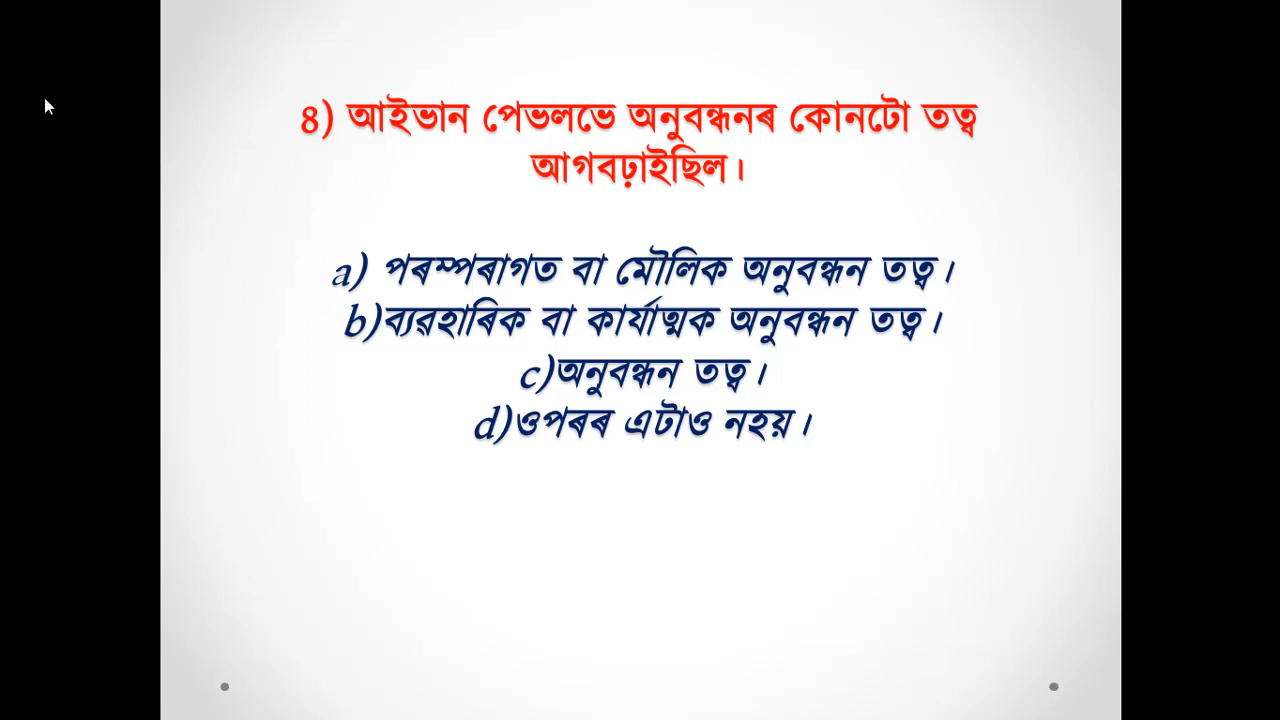 8) আইভান পেভলভে অনুবন্ধনৰ কোনটো তত্ব
আগবঢ়াইছিল।
a) পৰম্পৰাগত বা মৌলিক অনুবন্ধন তত্ব।
b)ব্যৱহাৰিক বা কাৰ্যাত্মক অনুবন্ধন তত্ব।
c)অনুবন্ধন তত্ব।
d)ওপৰৰ এটাও নহয়।